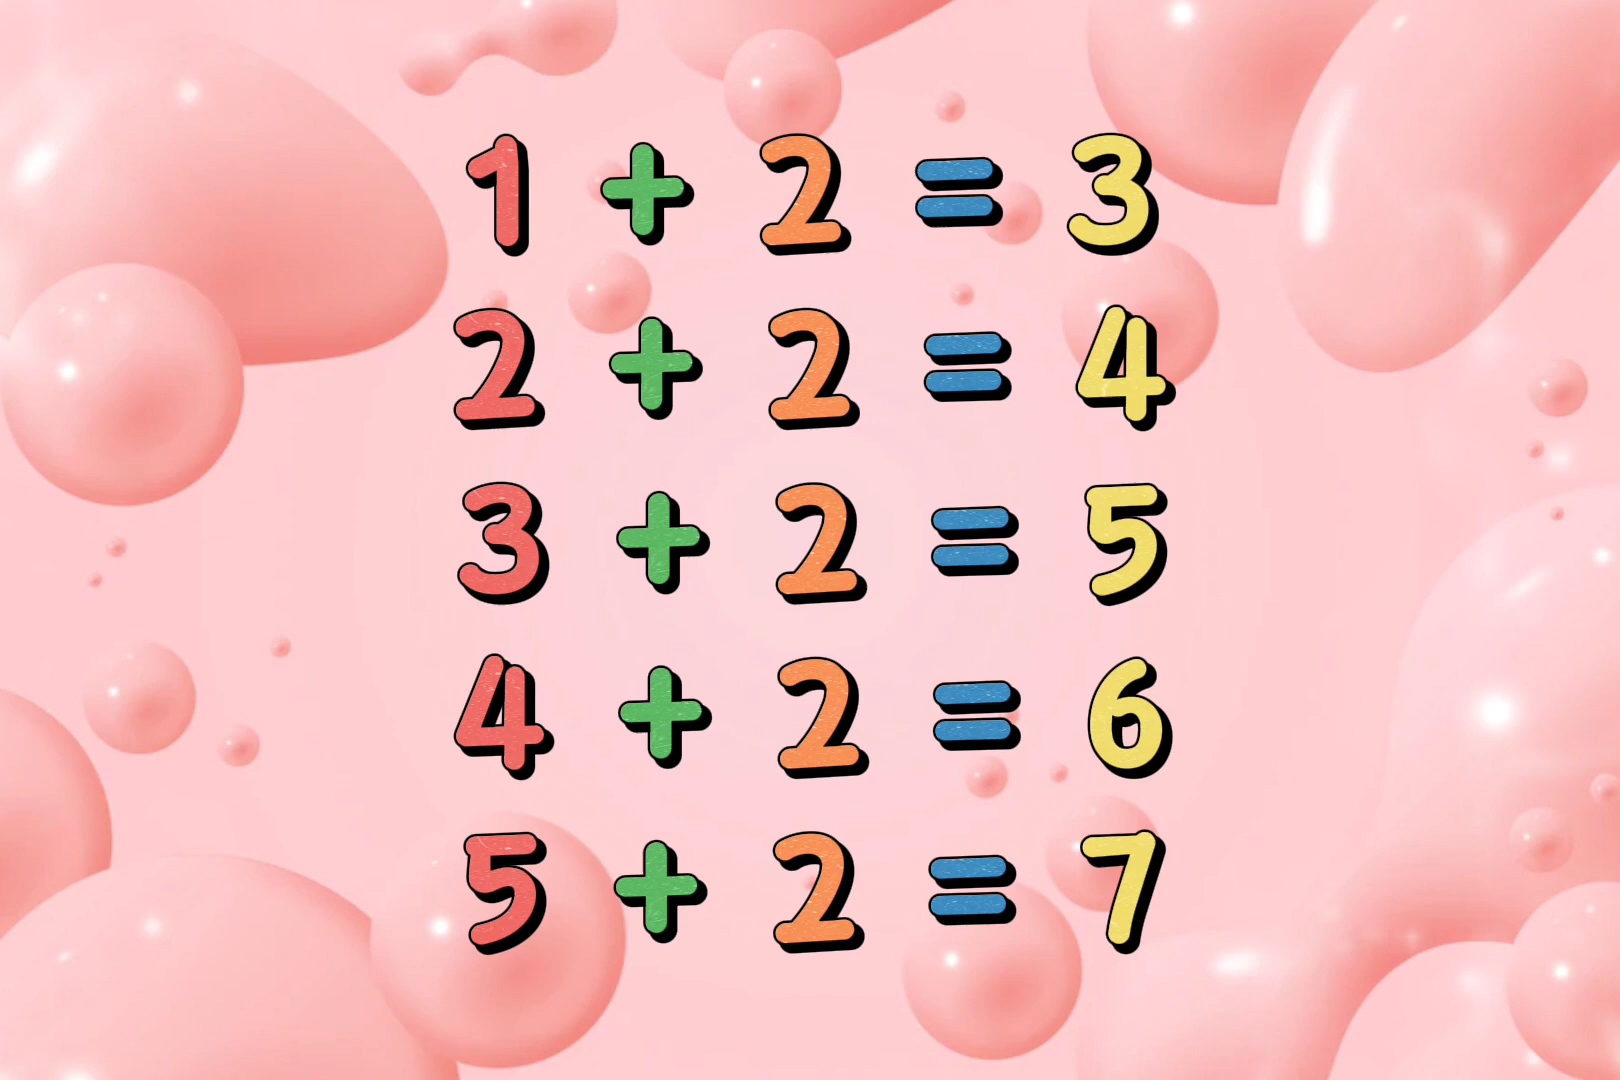 1 + 2 = 3
2 + 2 = 4
3 + 2 = 5
4 + 2 = 6
5 + 2 = 7